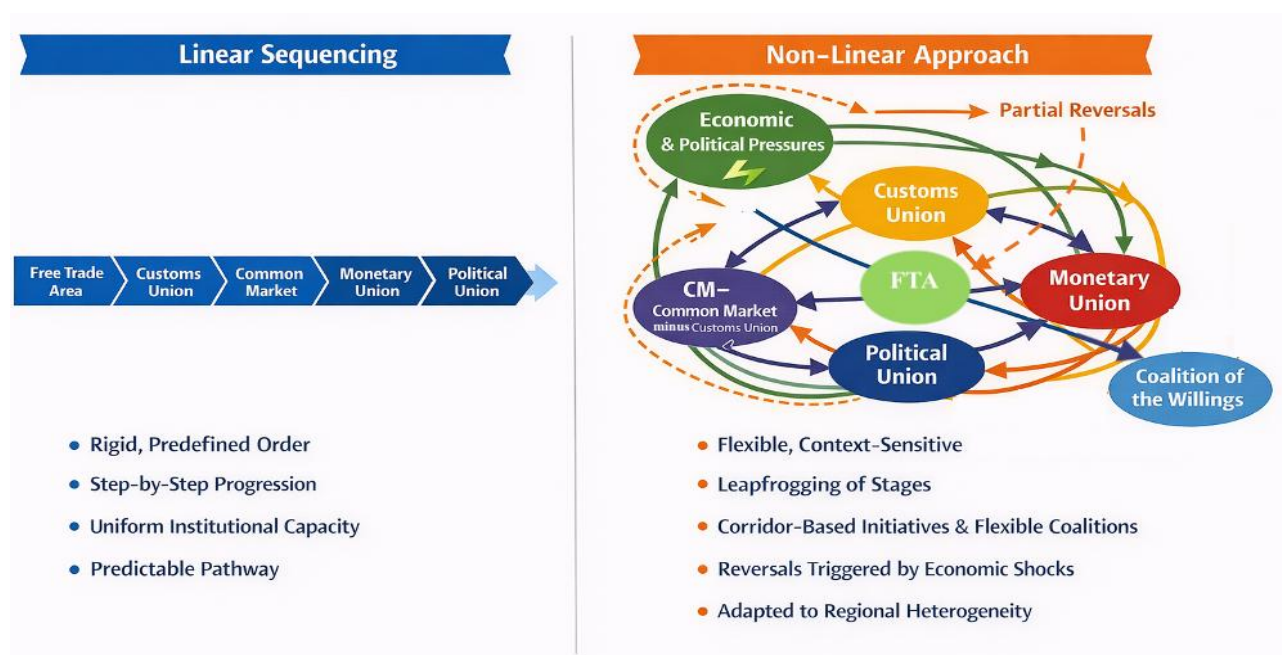 Linear Sequencing
Free Trade
Area
Customs
Union
Common
Market
Monetary
Union
Political
Union
• Rigid, Predefined Order
• Step-by-Step Progression
• Uniform Institutional Capacity
• Predictable Pathway
Non-Linear Approach
Economic
& Political Pressures
Partial Reversals
Customs
Union
FTA
CM-
Common Market
minus Customs Union
Monetary
Union
Political
Union
Coalition of
the Willings
• Flexible, Context-Sensitive
• Leapfrogging of Stages
• Corridor-Based Initiatives & Flexible Coalitions
• Reversals Triggered by Economic Shocks
• Adapted to Regional Heterogeneity